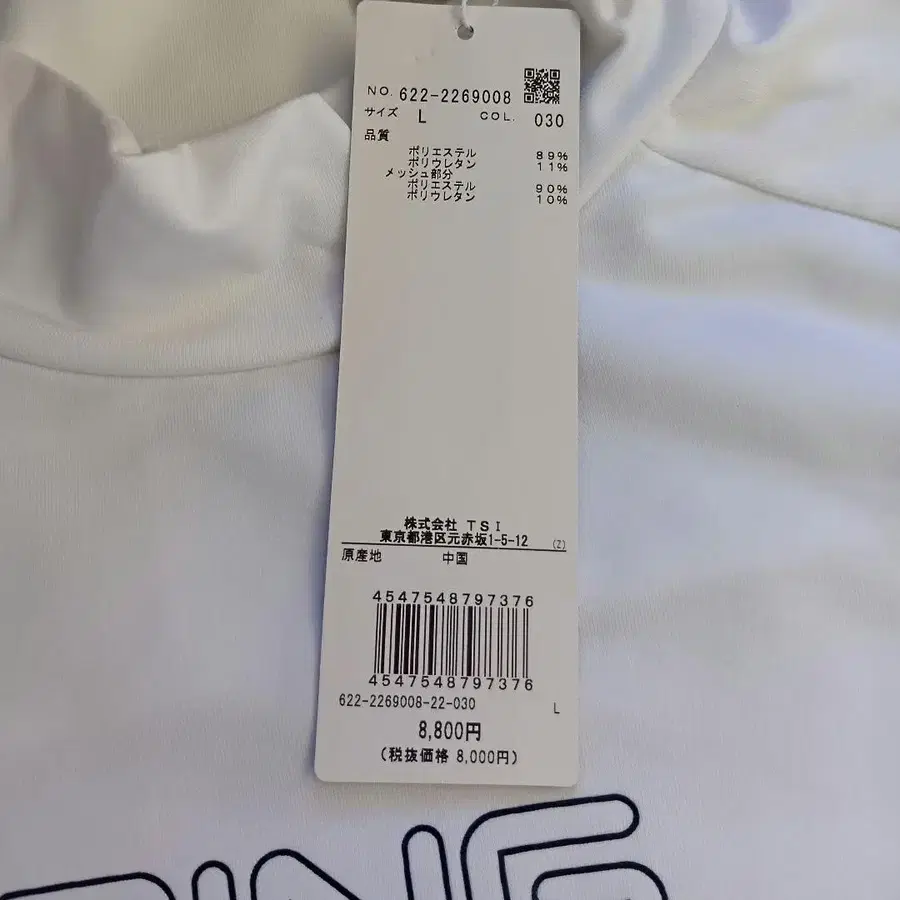 NO. 622-2269008
サイズ L COL. 030
品質
ポリエステル 89%
ポリウレタン 11%
メッシュ部分
ポリエステル 90%
ポリウレタン 10%
株式会社 TSI
東京都港区元赤坂1-5-12 (Z)
原産地 中国
4547548797376
4547548797376
622-2269008-22-030 L
8,800円
(税抜価格 8,000円)
PING